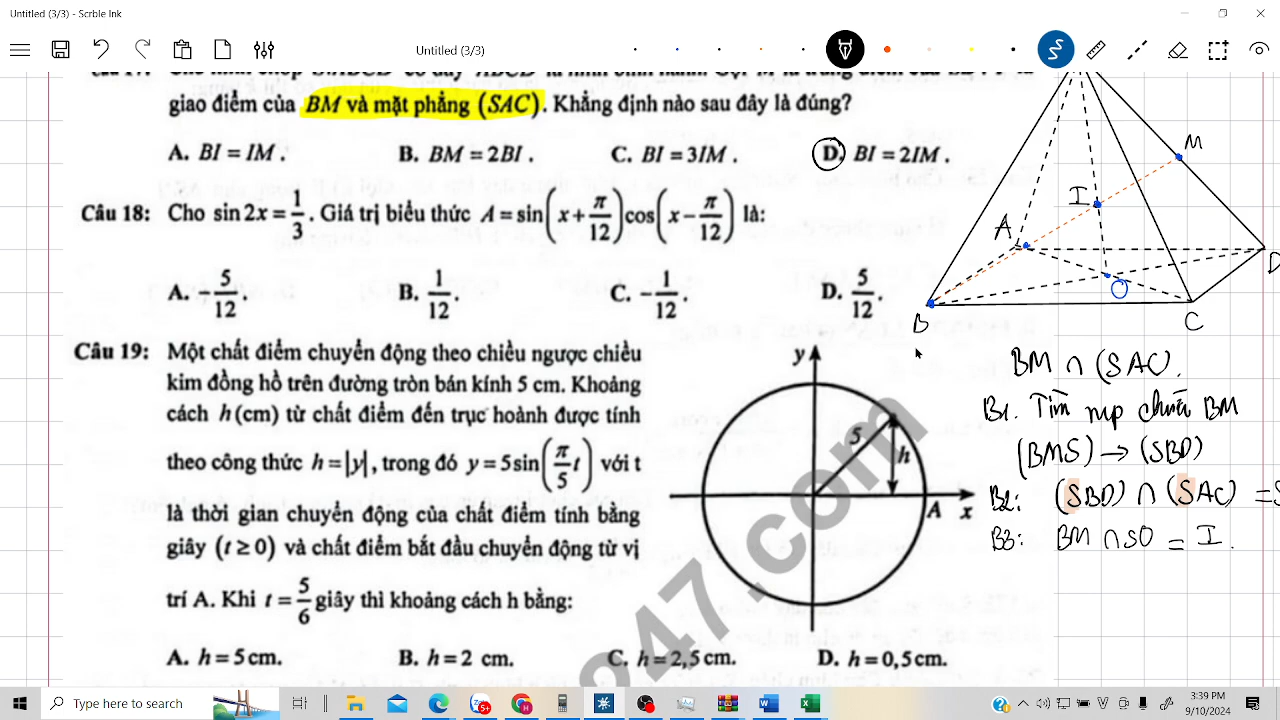 Untitled (3/3) - Scrble Ink
Untitled (3/3)
giao điểm của BM và mặt phẳng (SAC). Khẳng định nào sau đây là đúng?
A. BI = IM.
B. BM = 2BI.
C. BI = 3IM.
D. BI = 2IM.
Câu 18: Cho sin 2x = 1/3. Giá trị biểu thức A = sin(x + π/12)cos(x − π/12) là:
A. −5/12.
B. 1/12.
C. −1/12.
D. 5/12.
Câu 19: Một chất điểm chuyển động theo chiều ngược chiều
kim đồng hồ trên đường tròn bán kính 5 cm. Khoảng
cách h(cm) từ chất điểm đến trục hoành được tính
theo công thức h = |y|, trong đó y = 5sin(π/5 t) với t
là thời gian chuyển động của chất điểm tính bằng
giây (t ≥ 0) và chất điểm bắt đầu chuyển động từ vị
trí A. Khi t = 5/6 giây thì khoảng cách h bằng:
A. h = 5cm.
B. h = 2 cm.
C. h = 2,5cm.
D. h = 0,5cm.
y
5
h
A x
247.com
M
I
A
D
O
B
C
BM ∩ (SAC).
B1. Tìm mp chứa BM
(BMS) → (SBD)
B2: (SBD) ∩ (SAC) = S
B3: BM ∩ SO = I.
Type here to search
5+
3:39 PM
9/10/2024